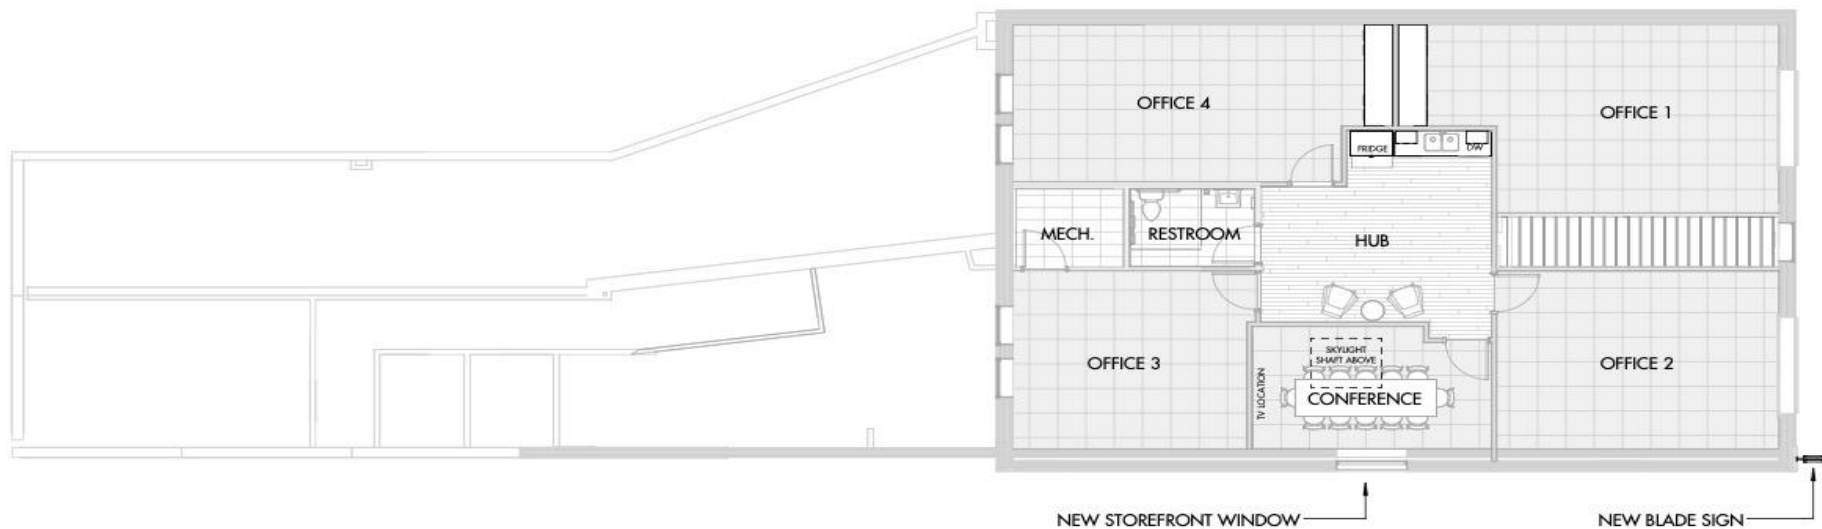 OFFICE 4
OFFICE 1
FRIDGE
DW
MECH.
RESTROOM
HUB
OFFICE 3
SKYLIGHT
SHAFT ABOVE
OFFICE 2
TV LOCATION
CONFERENCE
NEW STOREFRONT WINDOW
NEW BLADE SIGN